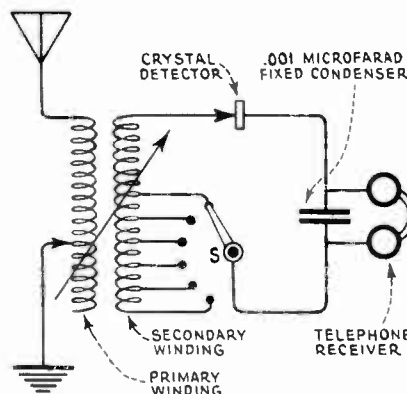 CRYSTAL
DETECTOR
.001 MICROFARAD
FIXED CONDENSER
S
SECONDARY
WINDING
PRIMARY
WINDING
TELEPHONE
RECEIVER